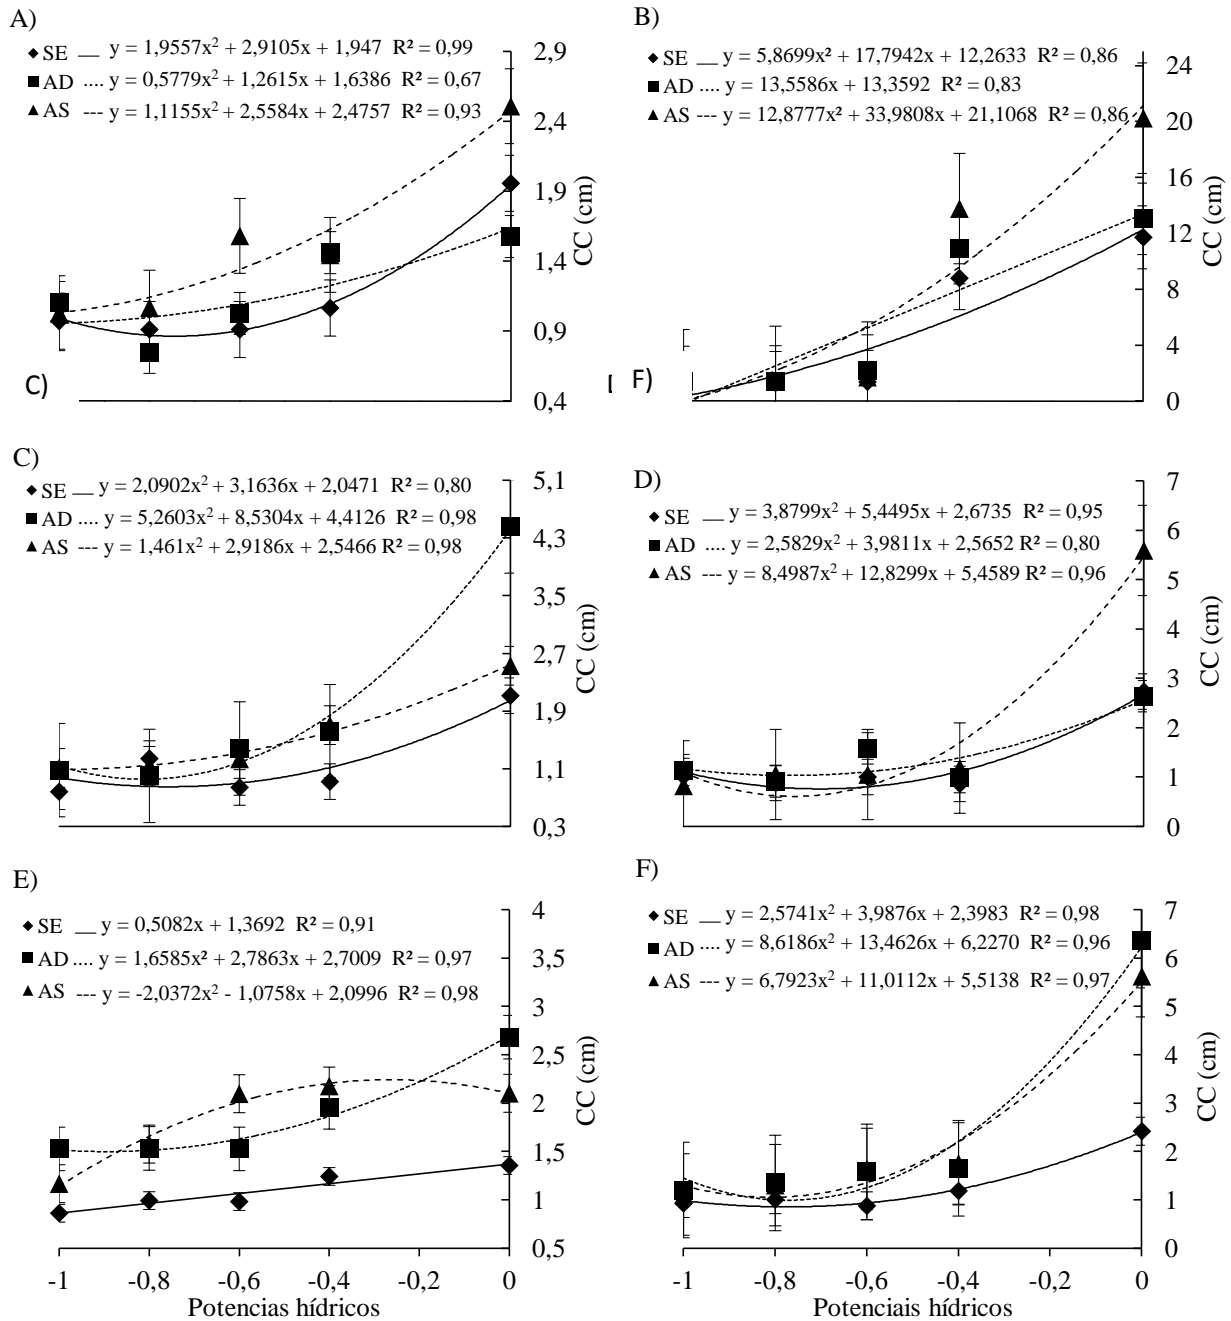 A)
◆ SE __ y = 1,9557x² + 2,9105x + 1,947 R² = 0,99
■ AD .... y = 0,5779x² + 1,2615x + 1,6386 R² = 0,67
▲ AS --- y = 1,1155x² + 2,5584x + 2,4757 R² = 0,93
2,9
2,4
1,9
1,4
0,9
0,4
CC (cm)
C)
B)
◆ SE __ y = 5,8699x² + 17,7942x + 12,2633 R² = 0,86
■ AD .... y = 13,5586x + 13,3592 R² = 0,83
▲ AS --- y = 12,8777x² + 33,9808x + 21,1068 R² = 0,86
24
20
16
12
8
4
0
CC (cm)
F)
C)
◆ SE __ y = 2,0902x² + 3,1636x + 2,0471 R² = 0,80
■ AD .... y = 5,2603x² + 8,5304x + 4,4126 R² = 0,98
▲ AS --- y = 1,461x² + 2,9186x + 2,5466 R² = 0,98
5,1
4,3
3,5
2,7
1,9
1,1
0,3
CC (cm)
D)
◆ SE __ y = 3,8799x² + 5,4495x + 2,6735 R² = 0,95
■ AD .... y = 2,5829x² + 3,9811x + 2,5652 R² = 0,80
▲ AS --- y = 8,4987x² + 12,8299x + 5,4589 R² = 0,96
7
6
5
4
3
2
1
0
CC (cm)
E)
◆ SE __ y = 0,5082x + 1,3692 R² = 0,91
■ AD .... y = 1,6585x² + 2,7863x + 2,7009 R² = 0,97
▲ AS --- y = -2,0372x² - 1,0758x + 2,0996 R² = 0,98
4
3,5
3
2,5
2
1,5
1
0,5
CC (cm)
-1 -0,8 -0,6 -0,4 -0,2 0
Potencias hídricos
F)
◆ SE __ y = 2,5741x² + 3,9876x + 2,3983 R² = 0,98
■ AD .... y = 8,6186x² + 13,4626x + 6,2270 R² = 0,96
▲ AS --- y = 6,7923x² + 11,0112x + 5,5138 R² = 0,97
7
6
5
4
3
2
1
0
CC (cm)
-1 -0,8 -0,6 -0,4 -0,2 0
Potenciais hídricos